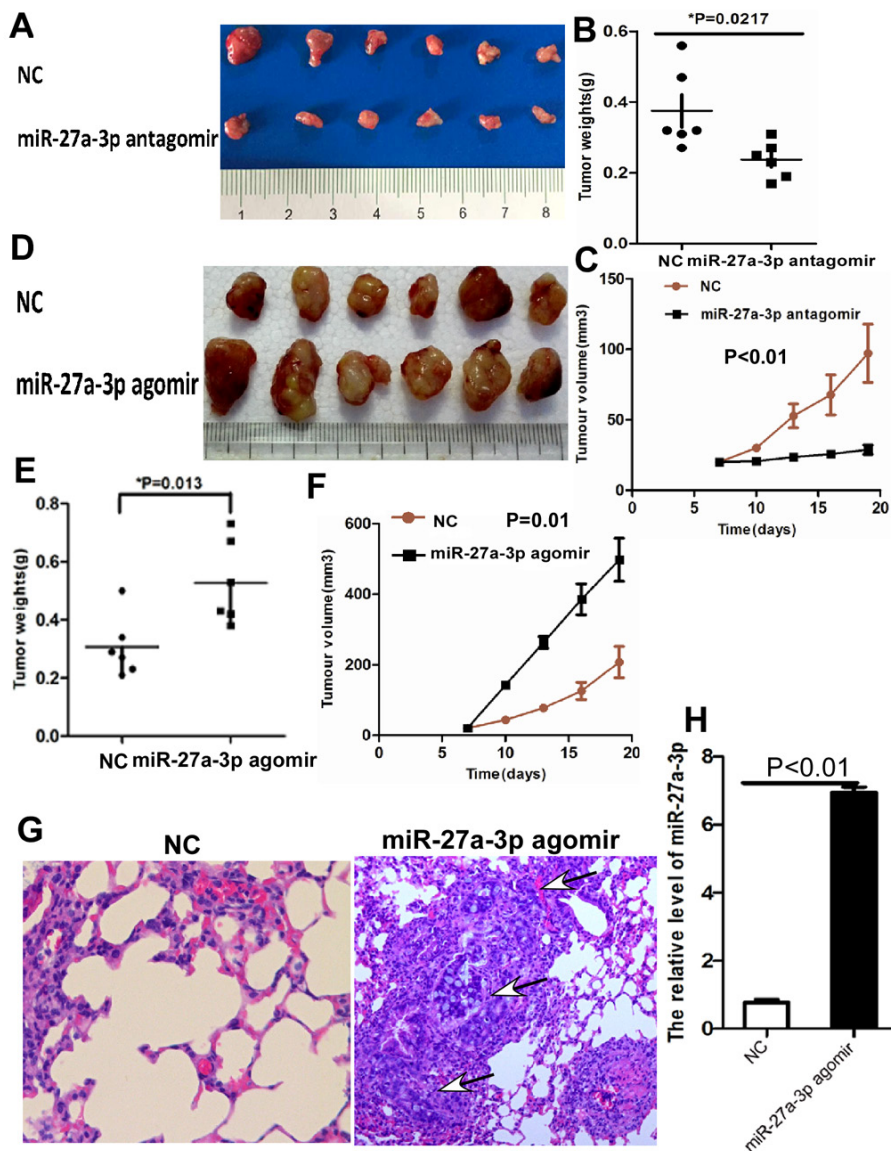 A
NC
miR-27a-3p antagomir
1 2 3 4 5 6 7 8
B
*P=0.0217
Tumor weights(g)
0.6
0.4
0.2
0.0
NC miR-27a-3p antagomir
C
Tumour volume(mm3)
150
100
50
0
NC
miR-27a-3p antagomir
P<0.01
0 5 10 15 20
Time(days)
D
NC
miR-27a-3p agomir
E
*P=0.013
Tumor weights(g)
0.8
0.6
0.4
0.2
0.0
NC miR-27a-3p agomir
F
NC
P=0.01
miR-27a-3p agomir
Tumour volume(mm3)
600
400
200
0
0 5 10 15 20
Time(days)
G
NC
miR-27a-3p agomir
H
P<0.01
The relative level of miR-27a-3p
8
6
4
2
0
NC
miR-27a-3p agomir